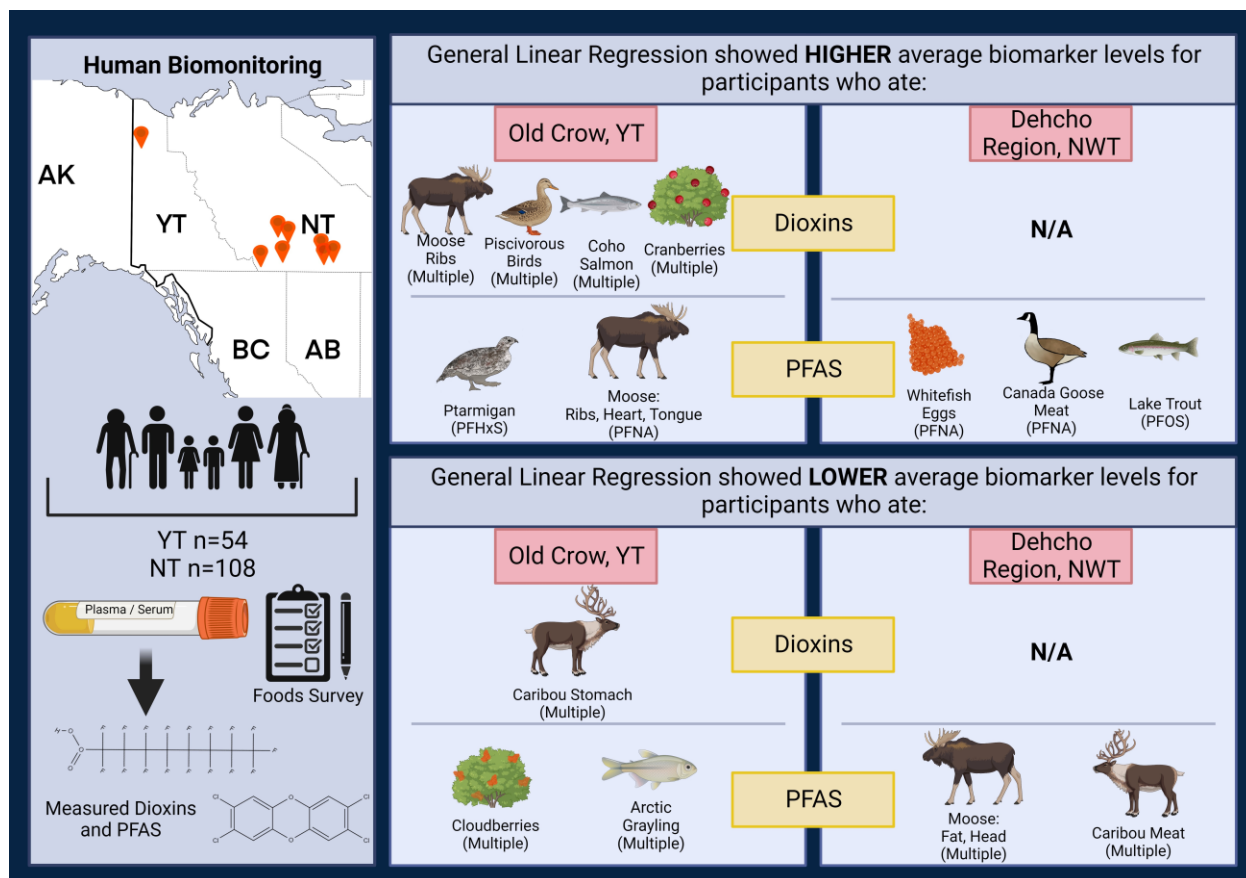 Human Biomonitoring
AK
YT
NT
BC
AB
YT n=54
NT n=108
Plasma / Serum
Foods Survey
H
O
O
O
F F F F F F F
F
F F F F F F F
Measured Dioxins
and PFAS
Cl
O
Cl
Cl
O
Cl
General Linear Regression showed HIGHER average biomarker levels for
participants who ate:
Old Crow, YT
Dehcho
Region, NWT
Dioxins
Moose
Ribs
(Multiple)
Piscivorous
Birds
(Multiple)
Coho
Salmon
(Multiple)
Cranberries
(Multiple)
N/A
PFAS
Ptarmigan
(PFHxS)
Moose:
Ribs, Heart, Tongue
(PFNA)
Whitefish
Eggs
(PFNA)
Canada Goose
Meat
(PFNA)
Lake Trout
(PFOS)
General Linear Regression showed LOWER average biomarker levels for
participants who ate:
Old Crow, YT
Dehcho
Region, NWT
Dioxins
Caribou Stomach
(Multiple)
N/A
PFAS
Cloudberries
(Multiple)
Arctic
Grayling
(Multiple)
Moose:
Fat, Head
(Multiple)
Caribou Meat
(Multiple)